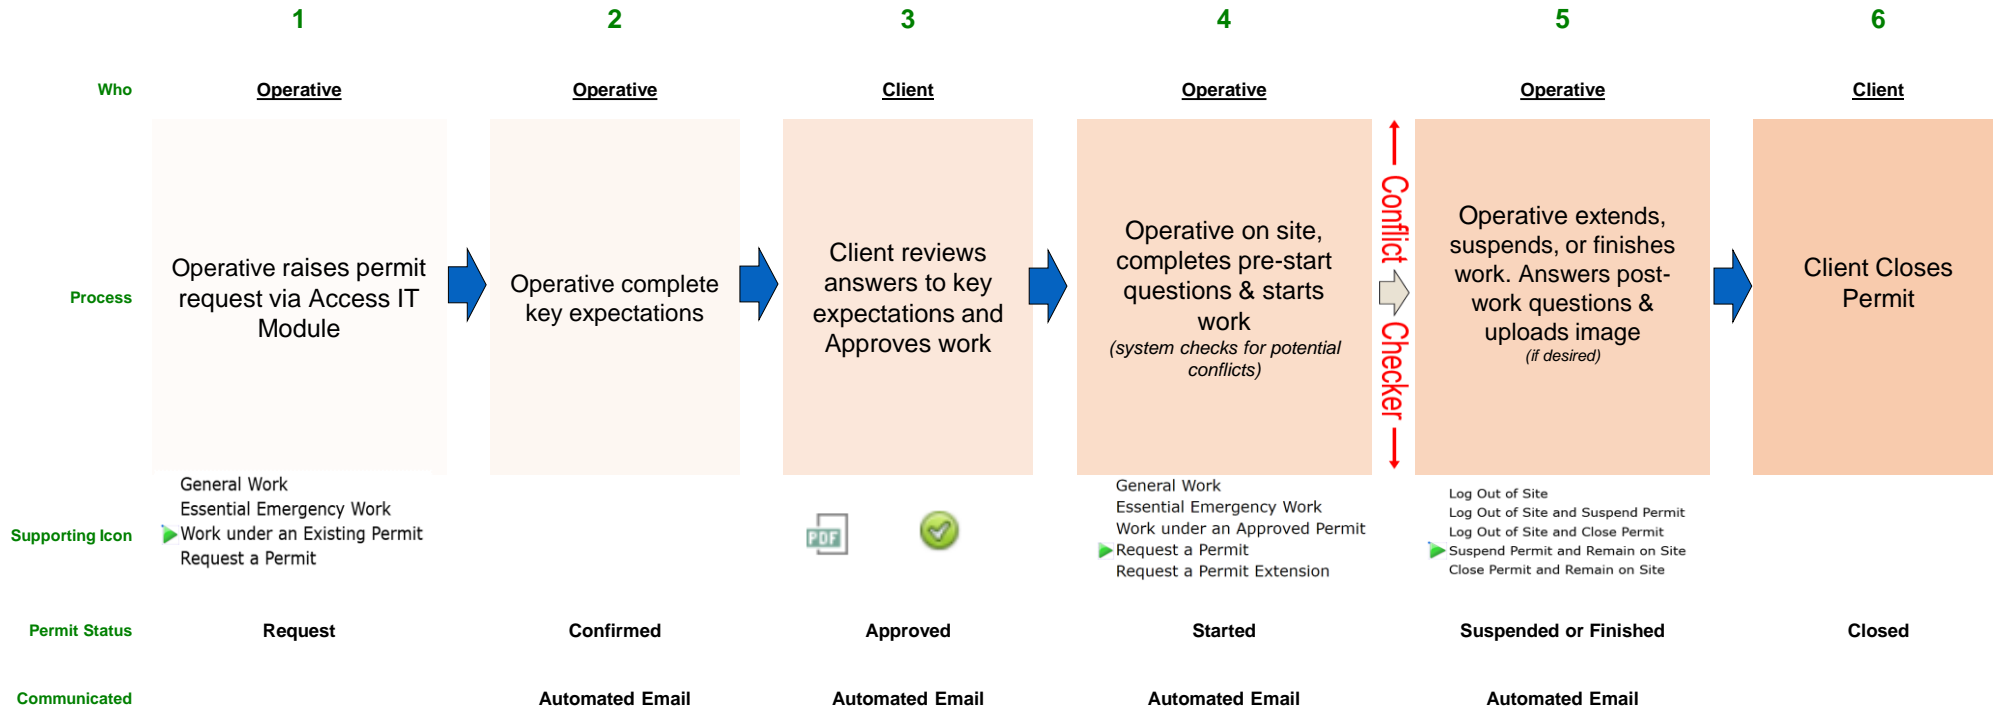 1 2 3 4 5 6
Who Operative Operative Client Operative Operative Client
Process
Operative raises permit
request via Access IT
Module
Operative complete
key expectations
Client reviews
answers to key
expectations and
Approves work
Operative on site,
completes pre-start
questions & starts
work
(system checks for potential
conflicts)
Conflict
Checker
Operative extends,
suspends, or finishes
work. Answers post-
work questions &
uploads image
(if desired)
Client Closes
Permit
Supporting Icon
General Work
Essential Emergency Work
Work under an Existing Permit
Request a Permit
PDF
General Work
Essential Emergency Work
Work under an Approved Permit
Request a Permit
Request a Permit Extension
Log Out of Site
Log Out of Site and Suspend Permit
Log Out of Site and Close Permit
Suspend Permit and Remain on Site
Close Permit and Remain on Site
Permit Status Request Confirmed Approved Started Suspended or Finished Closed
Communicated Automated Email Automated Email Automated Email Automated Email